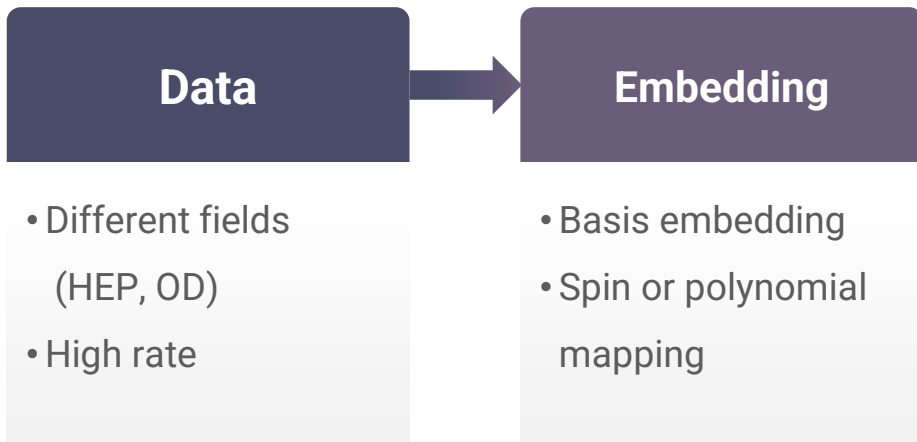 Data
• Different fields
(HEP, OD)
• High rate
Embedding
• Basis embedding
• Spin or polynomial
mapping